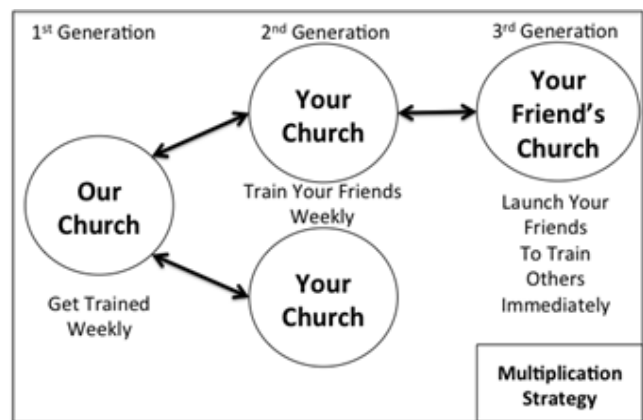 1st Generation
2nd Generation
3rd Generation
Our
Church
Get Trained
Weekly
Your
Church
Train Your Friends
Weekly
Your
Church
Your
Friend's
Church
Launch Your
Friends
To Train
Others
Immediately
Multiplication
Strategy